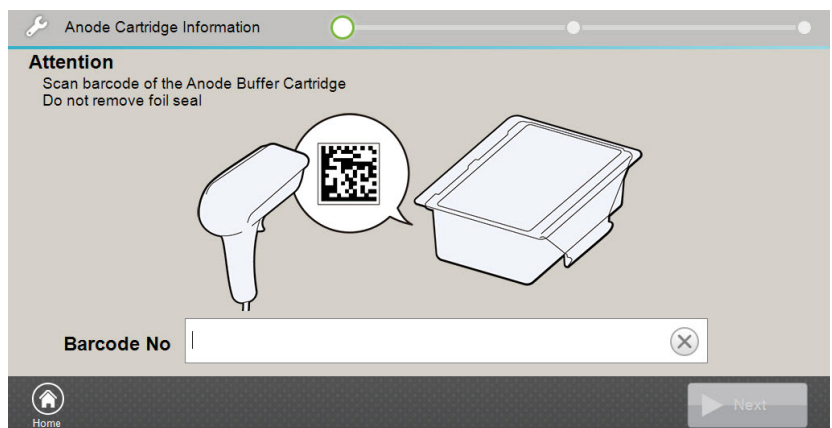 Anode Cartridge Information
Attention
Scan barcode of the Anode Buffer Cartridge
Do not remove foil seal
Barcode No
Home
Next